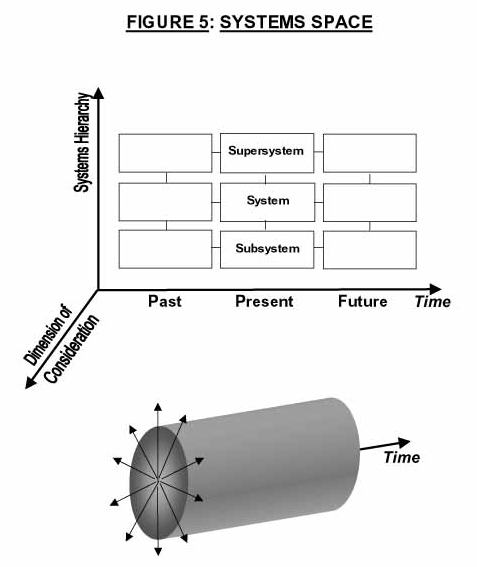 FIGURE 5: SYSTEMS SPACE
Systems Hierarchy
Supersystem
System
Subsystem
Past
Present
Future
Time
Dimension of
Consideration
Time